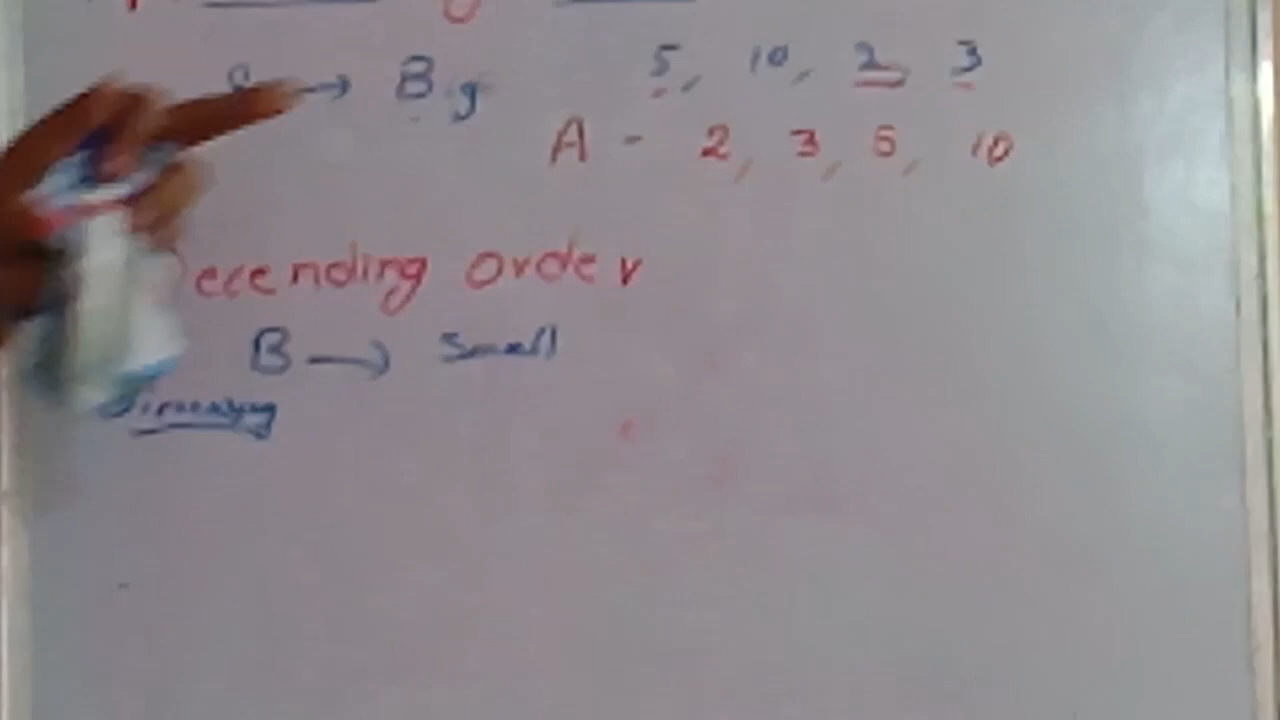 S → Big 5, 10, 2, 3
A - 2, 3, 5, 10
ecending order
B → Small